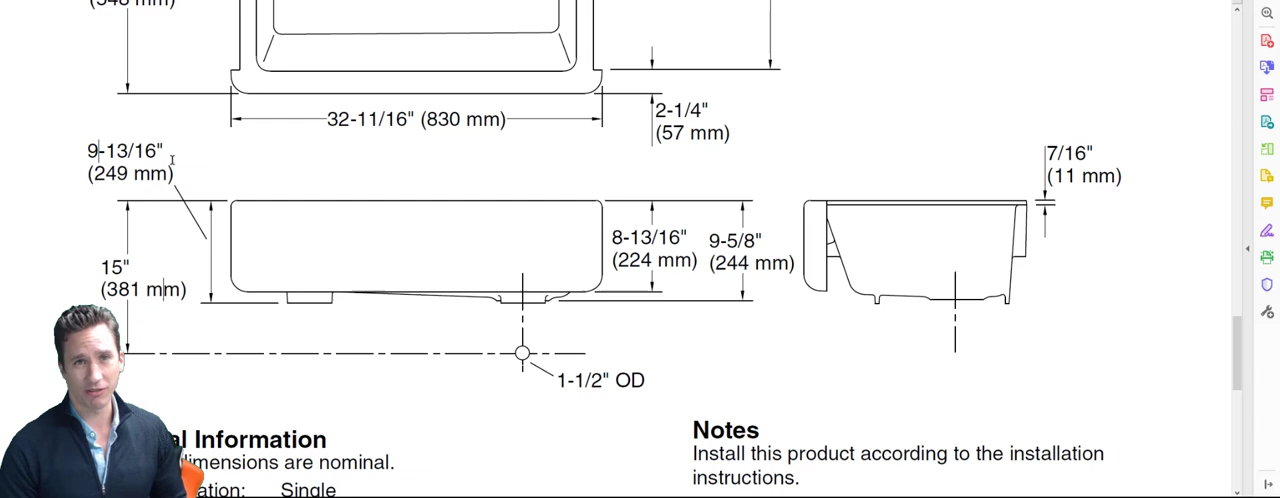 32-11/16" (830 mm)
2-1/4"
(57 mm)
9-13/16"
(249 mm)
7/16"
(11 mm)
15"
(381 mm)
8-13/16"
(224 mm)
9-5/8"
(244 mm)
1-1/2" OD
Information
dimensions are nominal.
Single
Notes
Install this product according to the installation
instructions.